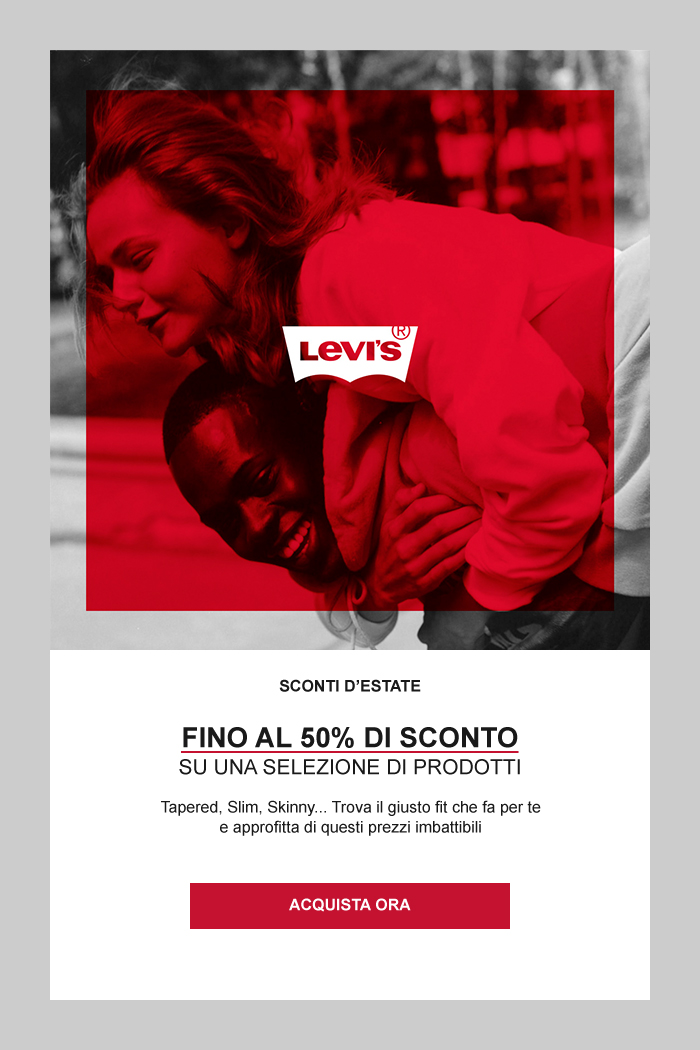 LEVI'S®
SCONTI D’ESTATE
FINO AL 50% DI SCONTO
SU UNA SELEZIONE DI PRODOTTI
Tapered, Slim, Skinny... Trova il giusto fit che fa per te
e approfitta di questi prezzi imbattibili
ACQUISTA ORA